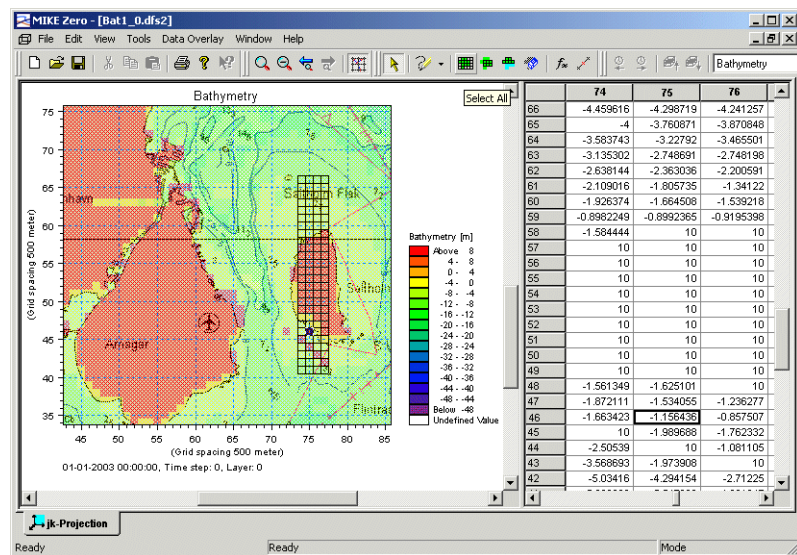 MIKE Zero - [Bat1_0.dfs2]
File Edit View Tools Data Overlay Window Help
Bathymetry
Bathymetry
Select All
75
70
65
60
55
50
45
40
35
(Grid spacing 500 meter)
45 50 55 60 65 70 75 80 85
(Grid spacing 500 meter)
01-01-2003 00:00:00, Time step: 0, Layer: 0
nhavn
Saltholm Flak
Amager
Bathymetry [m]
Above 8
4 - 8
0 - 4
-4 - 0
-8 - -4
-12 - -8
-16 - -12
-20 - -16
-24 - -20
-28 - -24
-32 - -28
-36 - -32
-40 - -36
-44 - -40
-48 - -44
Below -48
Undefined Value
74 75 76
66 -4.459616 -4.298719 -4.241257
65 -4 -3.760871 -3.870848
64 -3.583743 -3.22792 -3.465501
63 -3.135302 -2.748691 -2.748198
62 -2.638144 -2.363036 -2.200591
61 -2.109016 -1.805735 -1.34122
60 -1.926374 -1.664508 -1.539218
59 -0.8982249 -0.8992365 -0.9195398
58 -1.584444 10 10
57 10 10 10
56 10 10 10
55 10 10 10
54 10 10 10
53 10 10 10
52 10 10 10
51 10 10 10
50 10 10 10
49 10 10 10
48 -1.561349 -1.625101 10
47 -1.872111 -1.534055 -1.236277
46 -1.663423 -1.156436 -0.857507
45 10 -1.989688 -1.762332
44 -2.50539 10 -1.081105
43 -3.568693 -1.973908 10
42 -5.03416 -4.294154 -2.71225
jk-Projection
Ready Ready Mode